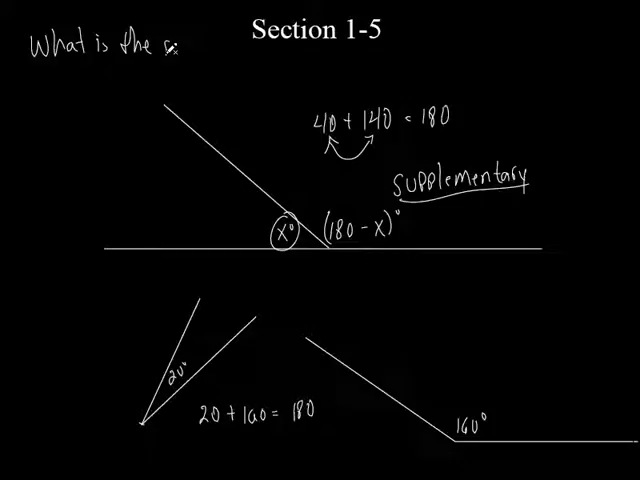 Section 1-5
What is the s
40 + 140 = 180
supplementary
x° (180 - x)°
20°
20 + 160 = 180
160°